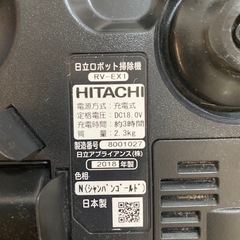 日立ロボット掃除機
RV-EX1
HITACHI
電源方式:充電式
定格電圧:DC18.0V
充電時間:約3時間
質量:2.3kg
製造番号 8001027
日立アプライアンス(株)
2018年製
色相
N(シャンパンゴールド)
日本製